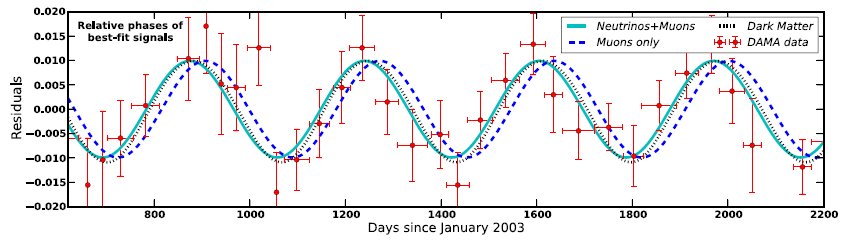 Relative phases of
best-fit signals
Neutrinos+Muons
Muons only
Dark Matter
DAMA data
Residuals
0.020
0.015
0.010
0.005
0.000
−0.005
−0.010
−0.015
−0.020
800 1000 1200 1400 1600 1800 2000 2200
Days since January 2003